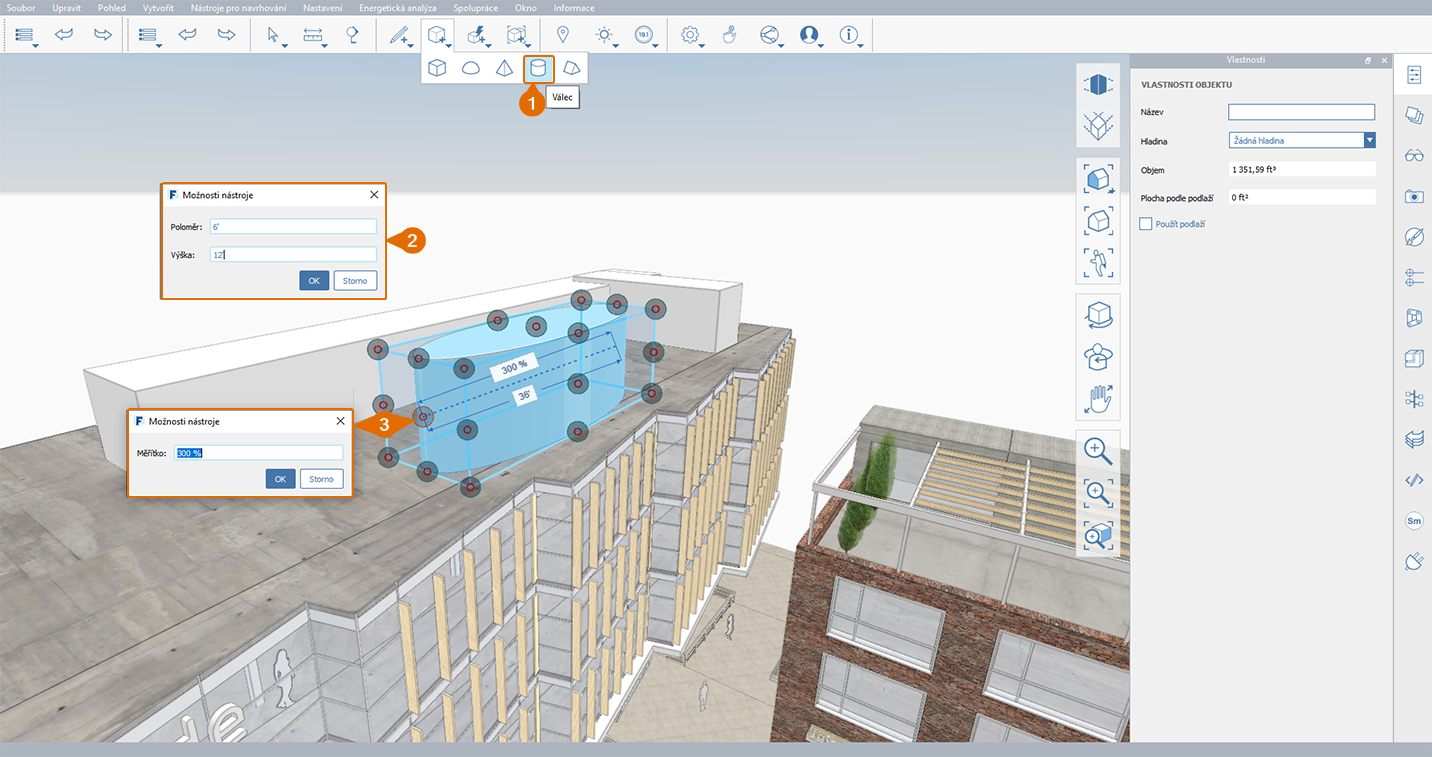 Soubor Upravit Pohled Vytvořit Nástroje pro navrhování Nastavení Energetická analýza Spolupráce Okno Informace
191
1
Válec
Vlastnosti
VLASTNOSTI OBJEKTU
Název
Hladina Žádná hladina
Objem 1 351,59 ft³
Plocha podle podlaží 0 ft²
Použít podlaží
F Možnosti nástroje
Poloměr: 6'
Výška: 12'
OK Storno
2
300 %
36'
F Možnosti nástroje
Měřítko: 300 %
OK Storno
3
Sm